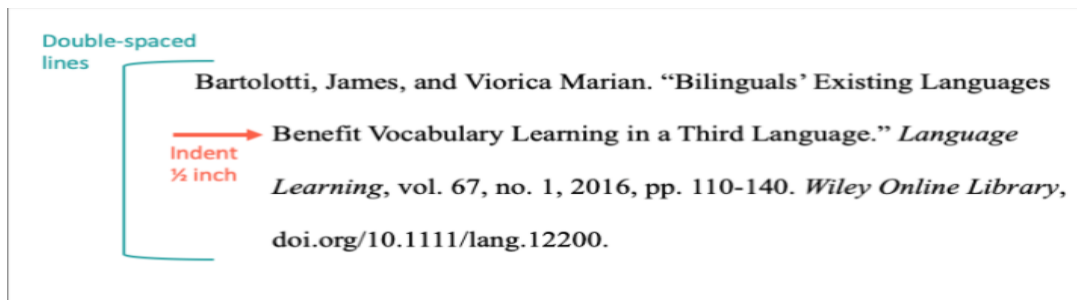 Double-spaced
lines
Bartolotti, James, and Viorica Marian. “Bilinguals’ Existing Languages
Benefit Vocabulary Learning in a Third Language.” Language
Indent
½ inch
Learning, vol. 67, no. 1, 2016, pp. 110-140. Wiley Online Library,
doi.org/10.1111/lang.12200.